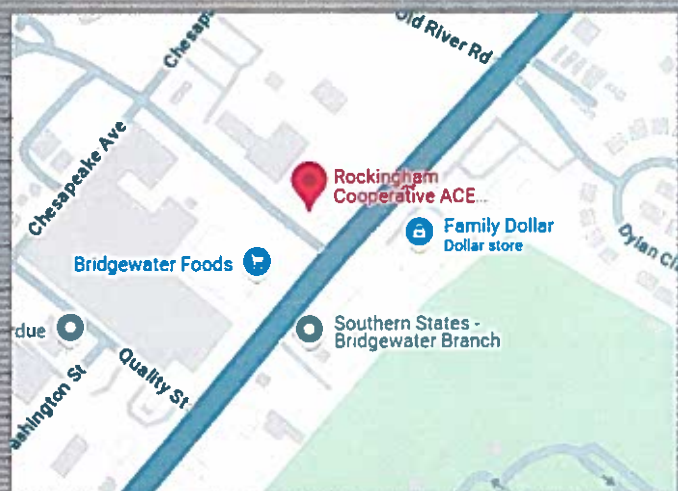 Old River Rd
Chesap
Chesapeake Ave
Rockingham
Cooperative ACE...
Family Dollar
Dollar store
Dylan Ci
Bridgewater Foods
Southern States -
Bridgewater Branch
rdue
Quality St
ashington St